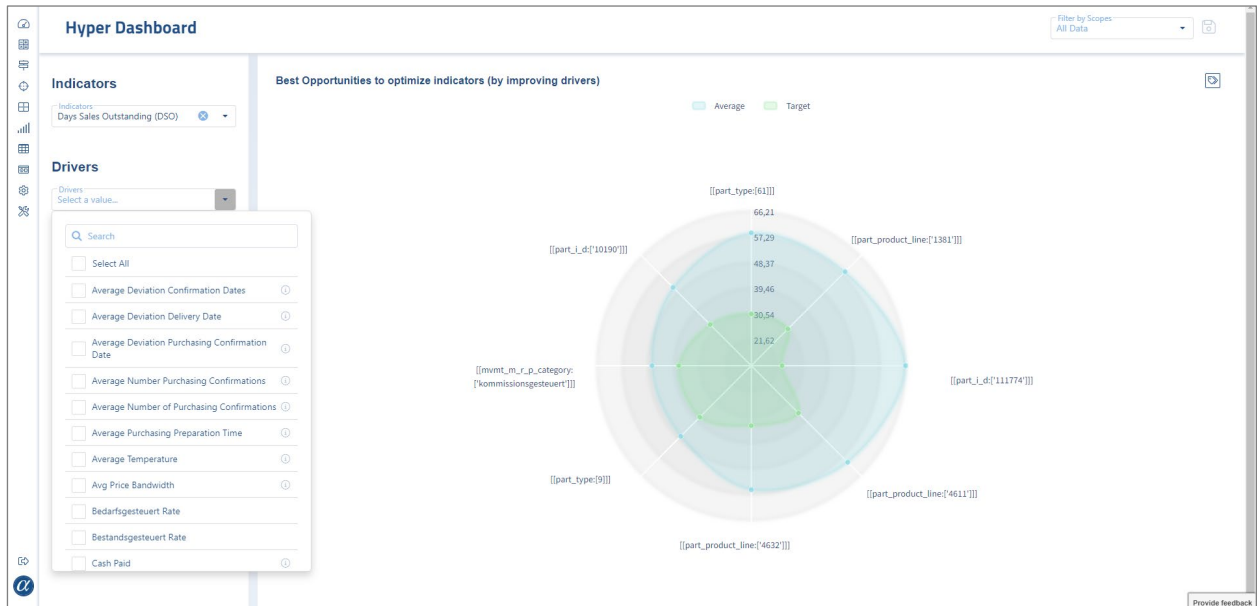 Hyper Dashboard
Filter by Scopes
All Data
Indicators
Indicators
Days Sales Outstanding (DSO)
Drivers
Drivers
Select a value...
Search
Select All
Average Deviation Confirmation Dates
Average Deviation Delivery Date
Average Deviation Purchasing Confirmation
Date
Average Number Purchasing Confirmations
Average Number of Purchasing Confirmations
Average Purchasing Preparation Time
Average Temperature
Avg Price Bandwidth
Bedarfsgesteuert Rate
Bestandsgesteuert Rate
Cash Paid
Best Opportunities to optimize indicators (by improving drivers)
Average
Target
[[part_type:[61]]]
66,21
57,29
48,37
39,46
30,54
21,62
[[part_product_line:['1381']]]
[[part_i_d:['111774']]]
[[part_product_line:['4611']]]
[[part_product_line:['4632']]]
[[part_type:[9]]]
[[mvmt_m_r_p_category:
['kommissionsgesteuert']]]
[[part_i_d:['10190']]]
α
Provide feedback